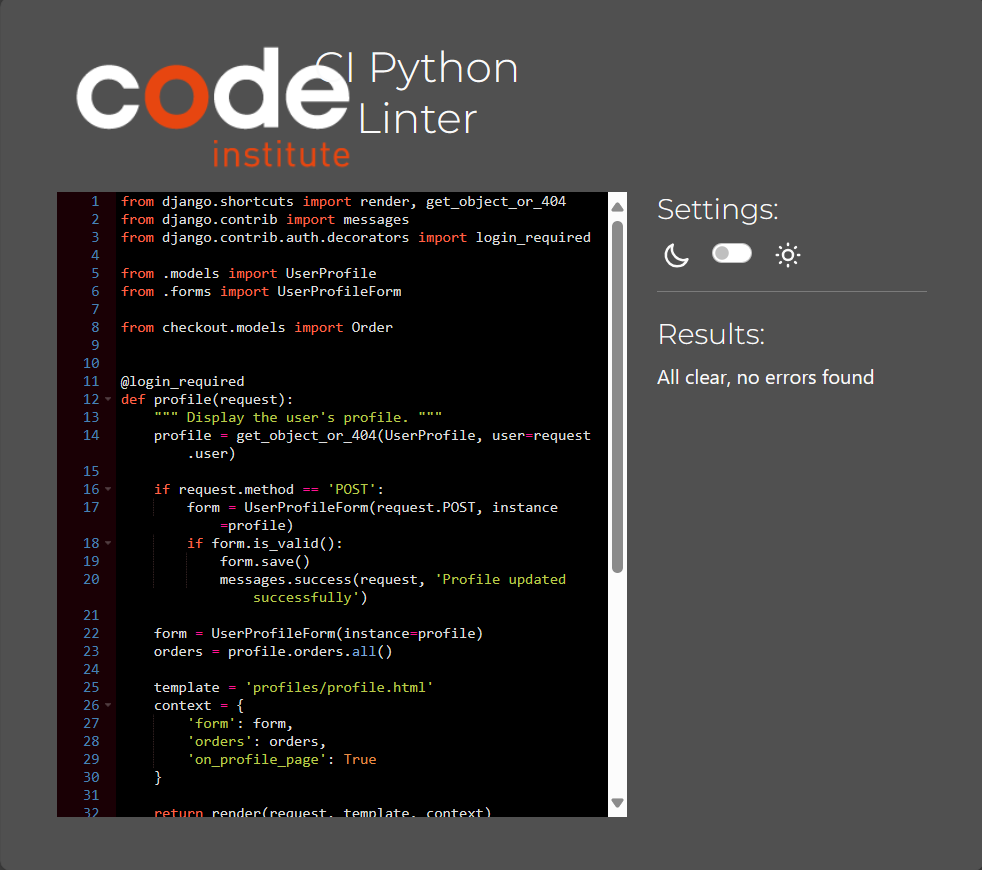 code institute
CI Python
Linter
1 from django.shortcuts import render, get_object_or_404
2 from django.contrib import messages
3 from django.contrib.auth.decorators import login_required
4
5 from .models import UserProfile
6 from .forms import UserProfileForm
7
8 from checkout.models import Order
9
10
11 @login_required
12 def profile(request):
13     """ Display the user's profile. """
14     profile = get_object_or_404(UserProfile, user=request
        .user)
15
16     if request.method == 'POST':
17         form = UserProfileForm(request.POST, instance
            =profile)
18         if form.is_valid():
19             form.save()
20             messages.success(request, 'Profile updated
                successfully')
21
22     form = UserProfileForm(instance=profile)
23     orders = profile.orders.all()
24
25     template = 'profiles/profile.html'
26     context = {
27         'form': form,
28         'orders': orders,
29         'on_profile_page': True
30     }
31
32     return render(request, template, context)
Settings:
Results:
All clear, no errors found